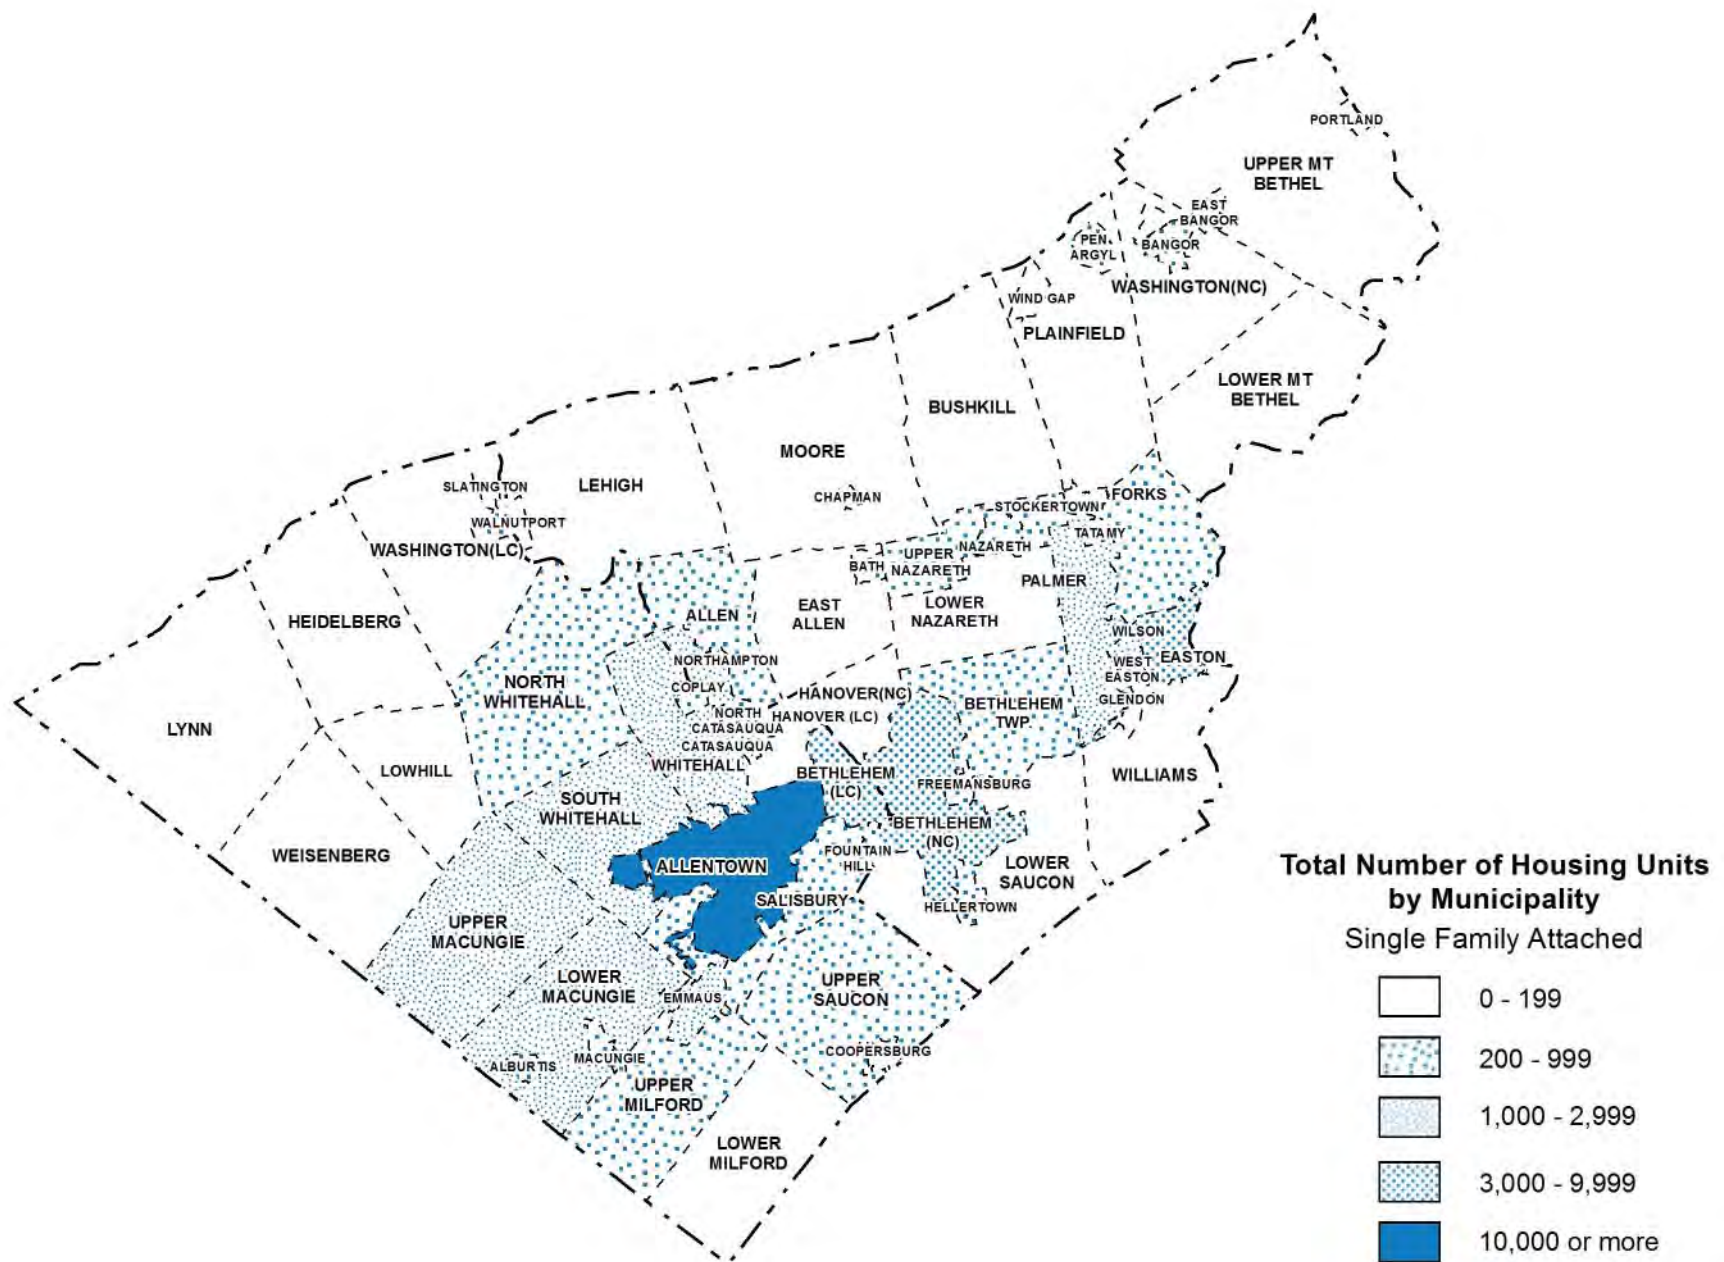 PORTLAND
UPPER MT
BETHEL
EAST
BANGOR
PEN
ARGYL
BANGOR
WASHINGTON(NC)
WIND GAP
PLAINFIELD
LOWER MT
BETHEL
BUSHKILL
MOORE
CHAPMAN
LEHIGH
SLATINGTON
WALNUTPORT
WASHINGTON(LC)
STOCKERTOWN
FORKS
TATAMY
NAZARETH
UPPER
NAZARETH
BATH
PALMER
EAST
ALLEN
LOWER
NAZARETH
ALLEN
HEIDELBERG
WILSON
WEST
EASTON
EASTON
GLENDON
NORTHAMPTON
COPLAY
NORTH
WHITEHALL
HANOVER(NC)
HANOVER (LC)
BETHLEHEM
TWP
NORTH
CATASAUQUA
CATASAUQUA
WHITEHALL
LYNN
LOWHILL
BETHLEHEM
(LC)
FREEMANSBURG
WILLIAMS
SOUTH
WHITEHALL
BETHLEHEM
(NC)
WEISENBERG
ALLENTOWN
FOUNTAIN
HILL
LOWER
SAUCON
SALISBURY
HELLERTOWN
UPPER
MACUNGIE
LOWER
MACUNGIE
EMMAUS
UPPER
SAUCON
COOPERSBURG
ALBURTIS
MACUNGIE
UPPER
MILFORD
LOWER
MILFORD
Total Number of Housing Units
by Municipality
Single Family Attached
0 - 199
200 - 999
1,000 - 2,999
3,000 - 9,999
10,000 or more